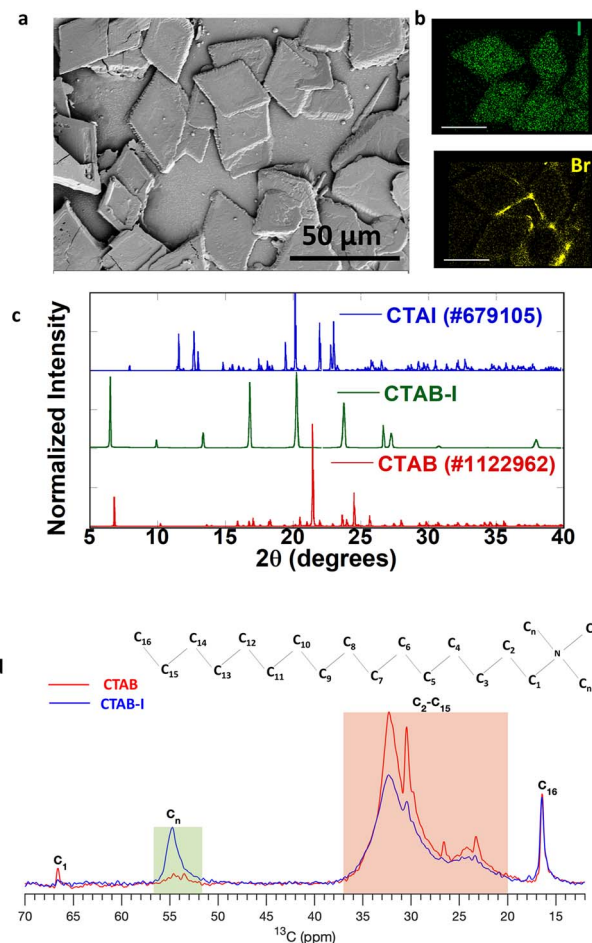 a
b
50 μm
I
Br
c
Normalized Intensity
CTAI (#679105)
CTAB-I
CTAB (#1122962)
5 10 15 20 25 30 35 40
2θ (degrees)
C16 C14 C12 C10 C8 C6 C4 C2 Cn C
N
C15 C13 C11 C9 C7 C5 C3 C1 Cn
CTAB
CTAB-I
C2-C15
Cn
C1
C16
70 65 60 55 50 45 40 35 30 25 20 15
13C (ppm)